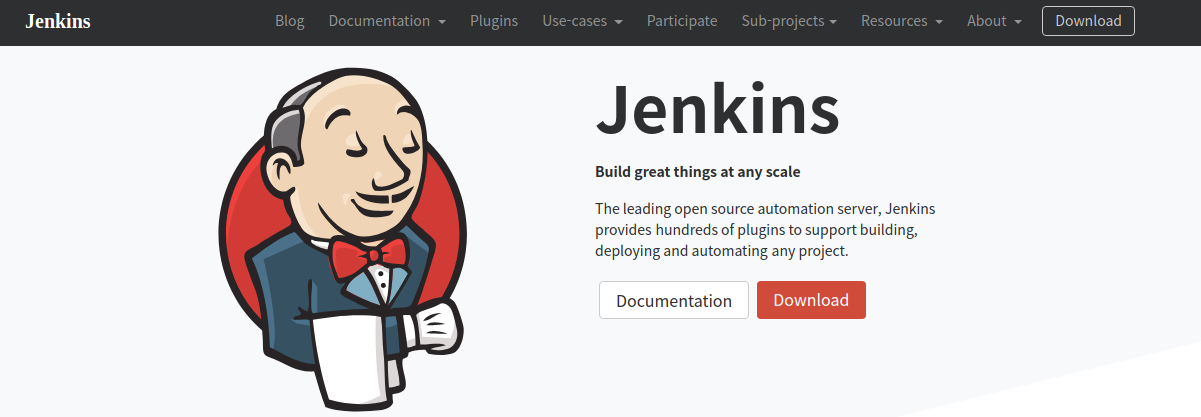 Jenkins Blog Documentation Plugins Use-cases Participate Sub-projects Resources About Download
Jenkins
Build great things at any scale
The leading open source automation server, Jenkins
provides hundreds of plugins to support building,
deploying and automating any project.
Documentation Download